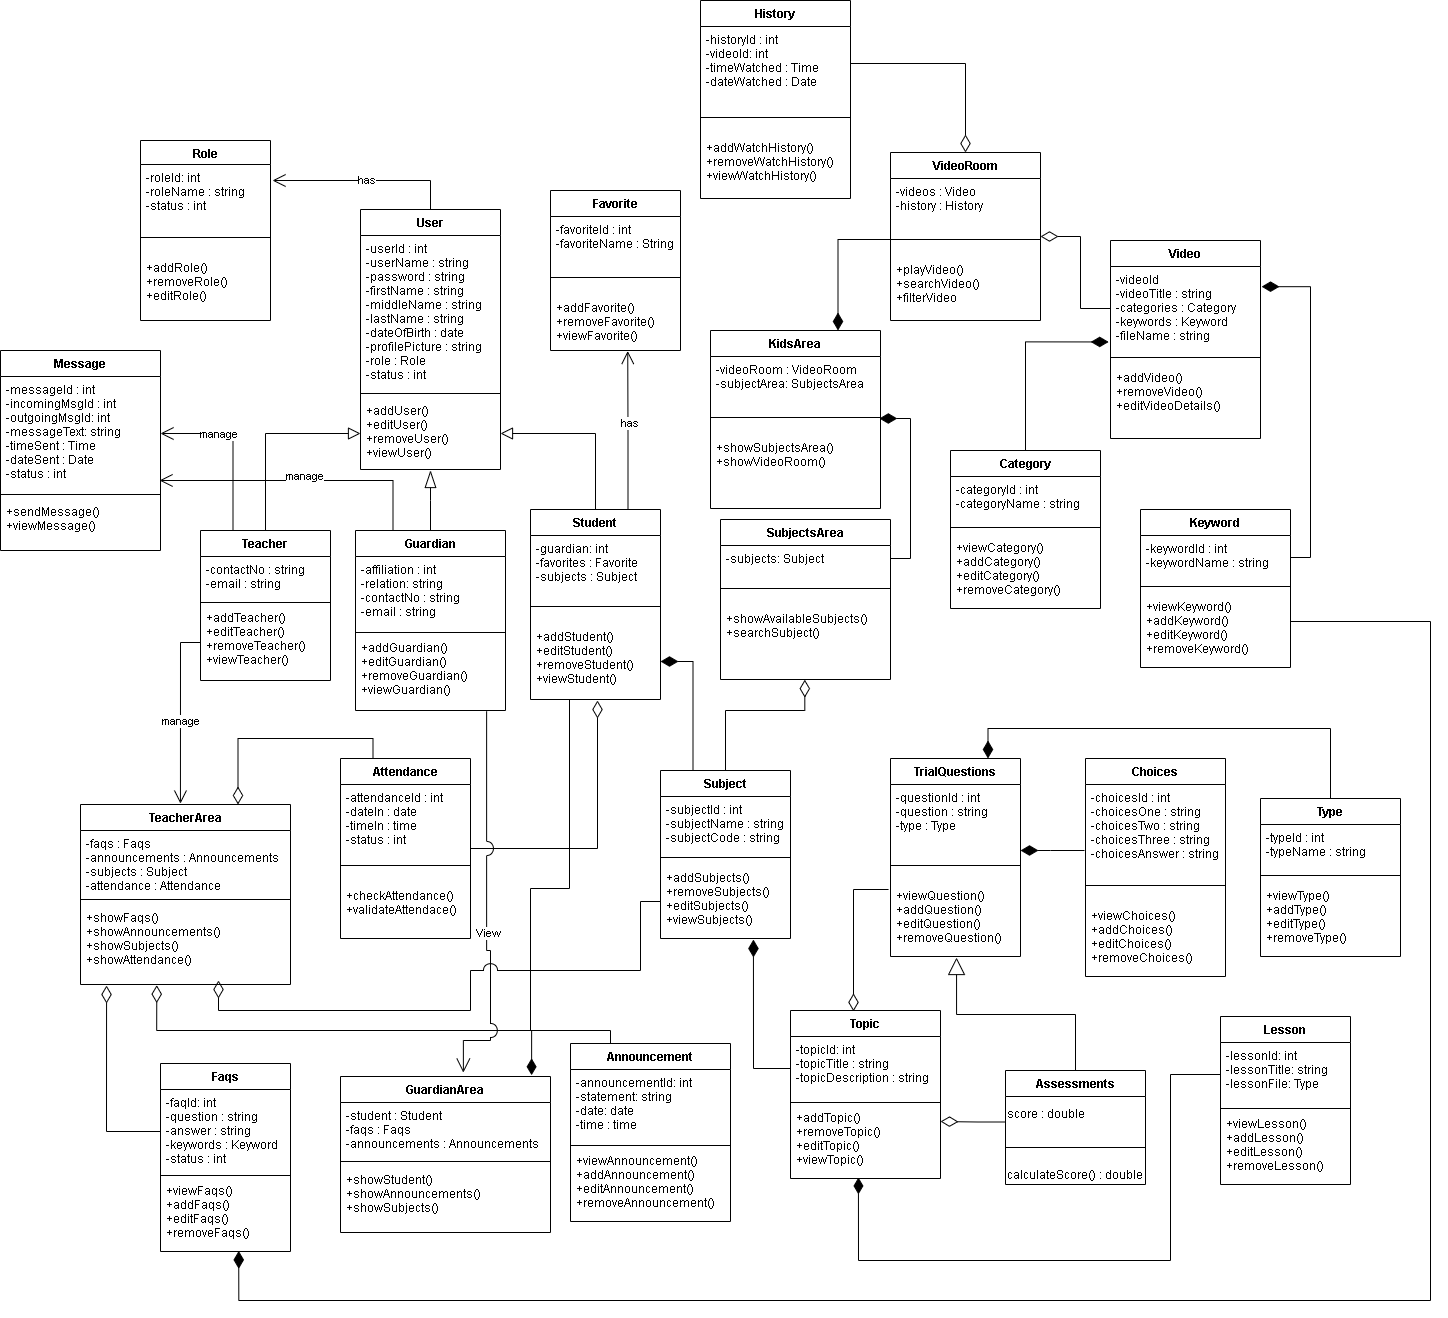 History
-historyId : int
-videoId: int
-timeWatched : Time
-dateWatched : Date
+addWatchHistory()
+removeWatchHistory()
+viewWatchHistory()
Role
-roleId: int
-roleName : string
-status : int
+addRole()
+removeRole()
+editRole()
has
User
-userId : int
-userName : string
-password : string
-firstName : string
-middleName : string
-lastName : string
-dateOfBirth : date
-profilePicture : string
-role : Role
-status : int
+addUser()
+editUser()
+removeUser()
+viewUser()
Favorite
-favoriteId : int
-favoriteName : String
+addFavorite()
+removeFavorite()
+viewFavorite()
VideoRoom
-videos : Video
-history : History
+playVideo()
+searchVideo()
+filterVideo
Video
-videoId
-videoTitle : string
-categories : Category
-keywords : Keyword
-fileName : string
+addVideo()
+removeVideo()
+editVideoDetails()
Message
-messageId : int
-incomingMsgId : int
-outgoingMsgId: int
-messageText: string
-timeSent : Time
-dateSent : Date
-status : int
+sendMessage()
+viewMessage()
manage
manage
has
KidsArea
-videoRoom : VideoRoom
-subjectArea: SubjectsArea
+showSubjectsArea()
+showVideoRoom()
Category
-categoryId : int
-categoryName : string
+viewCategory()
+addCategory()
+editCategory()
+removeCategory()
Keyword
-keywordId : int
-keywordName : string
+viewKeyword()
+addKeyword()
+editKeyword()
+removeKeyword()
Teacher
-contactNo : string
-email : string
+addTeacher()
+editTeacher()
+removeTeacher()
+viewTeacher()
Guardian
-affiliation : int
-relation: string
-contactNo : string
-email : string
+addGuardian()
+editGuardian()
+removeGuardian()
+viewGuardian()
Student
-guardian: int
-favorites : Favorite
-subjects : Subject
+addStudent()
+editStudent()
+removeStudent()
+viewStudent()
SubjectsArea
-subjects: Subject
+showAvailableSubjects()
+searchSubject()
manage
Attendance
-attendanceId : int
-dateIn : date
-timeIn : time
-status : int
+checkAttendance()
+validateAttendace()
Subject
-subjectId : int
-subjectName : string
-subjectCode : string
+addSubjects()
+removeSubjects()
+editSubjects()
+viewSubjects()
TrialQuestions
-questionId : int
-question : string
-type : Type
+viewQuestion()
+addQuestion()
+editQuestion()
+removeQuestion()
Choices
-choicesId : int
-choicesOne : string
-choicesTwo : string
-choicesThree : string
-choicesAnswer : string
+viewChoices()
+addChoices()
+editChoices()
+removeChoices()
Type
-typeId : int
-typeName : string
+viewType()
+addType()
+editType()
+removeType()
TeacherArea
-faqs : Faqs
-announcements : Announcements
-subjects : Subject
-attendance : Attendance
+showFaqs()
+showAnnouncements()
+showSubjects()
+showAttendance()
View
Faqs
-faqId: int
-question : string
-answer : string
-keywords : Keyword
-status : int
+viewFaqs()
+addFaqs()
+editFaqs()
+removeFaqs()
GuardianArea
-student : Student
-faqs : Faqs
-announcements : Announcements
+showStudent()
+showAnnouncements()
+showSubjects()
Announcement
-announcementId: int
-statement: string
-date: date
-time : time
+viewAnnouncement()
+addAnnouncement()
+editAnnouncement()
+removeAnnouncement()
Topic
-topicId: int
-topicTitle : string
-topicDescription : string
+addTopic()
+removeTopic()
+editTopic()
+viewTopic()
Assessments
score : double
calculateScore() : double
Lesson
-lessonId: int
-lessonTitle: string
-lessonFile: Type
+viewLesson()
+addLesson()
+editLesson()
+removeLesson()